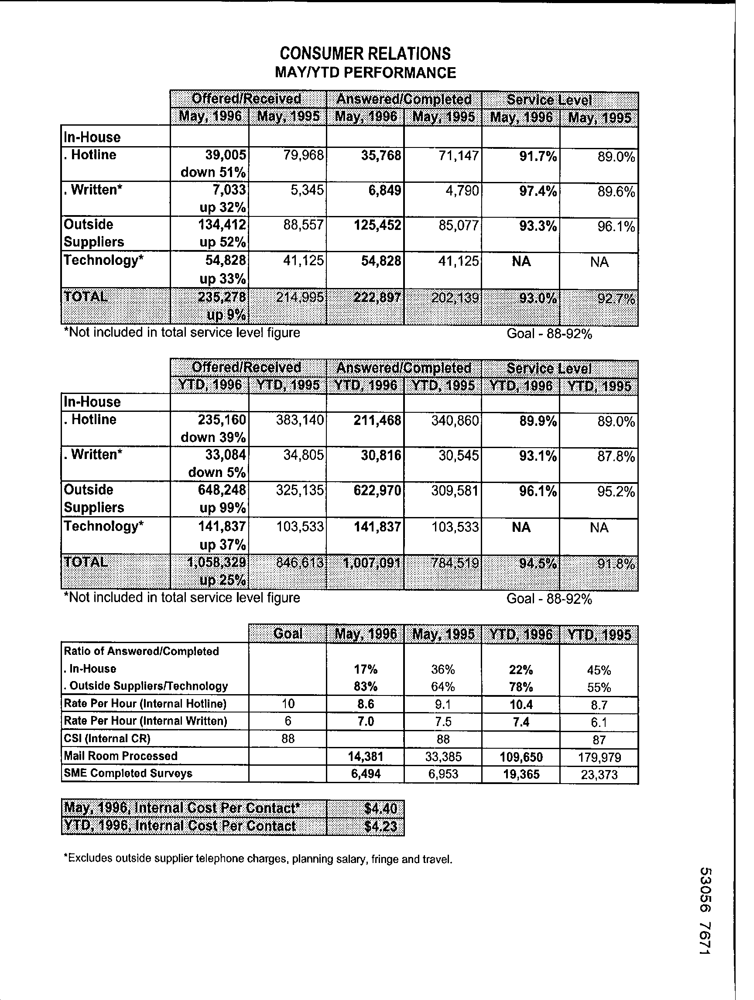 CONSUMER RELATIONS
MAY/YTD PERFORMANCE
Offered/Received Answered/Completed Service Level
May, 1996 May, 1995 May, 1996 May, 1995 May, 1996 May, 1995
In-House
. Hotline 39,005 79,968 35,768 71,147 91.7% 89.0%
down 51%
. Written* 7,033 5,345 6,849 4,790 97.4% 89.6%
up 32%
Outside 134,412 88,557 125,452 85,077 93.3% 96.1%
Suppliers up 52%
Technology* 54,828 41,125 54,828 41,125 NA NA
up 33%
TOTAL 235,278 214,995 222,897 202,139 93.0% 92.7%
up 9%
*Not included in total service level figure Goal - 88-92%
Offered/Received Answered/Completed Service Level
YTD, 1996 YTD, 1995 YTD, 1996 YTD, 1995 YTD, 1996 YTD, 1995
In-House
. Hotline 235,160 383,140 211,468 340,860 89.9% 89.0%
down 39%
. Written* 33,084 34,805 30,816 30,545 93.1% 87.8%
down 5%
Outside 648,248 325,135 622,970 309,581 96.1% 95.2%
Suppliers up 99%
Technology* 141,837 103,533 141,837 103,533 NA NA
up 37%
TOTAL 1,058,329 846,613 1,007,091 784,519 94.5% 91.8%
up 25%
*Not included in total service level figure Goal - 88-92%
Goal May, 1996 May, 1995 YTD, 1996 YTD, 1995
Ratio of Answered/Completed
. In-House 17% 36% 22% 45%
. Outside Suppliers/Technology 83% 64% 78% 55%
Rate Per Hour (Internal Hotline) 10 8.6 9.1 10.4 8.7
Rate Per Hour (Internal Written) 6 7.0 7.5 7.4 6.1
CSI (Internal CR) 88 88 87
Mail Room Processed 14,381 33,385 109,650 179,979
SME Completed Surveys 6,494 6,953 19,365 23,373
May, 1996, Internal Cost Per Contact* $4.40
YTD, 1996, Internal Cost Per Contact $4.23
*Excludes outside supplier telephone charges, planning salary, fringe and travel.
53056 7671